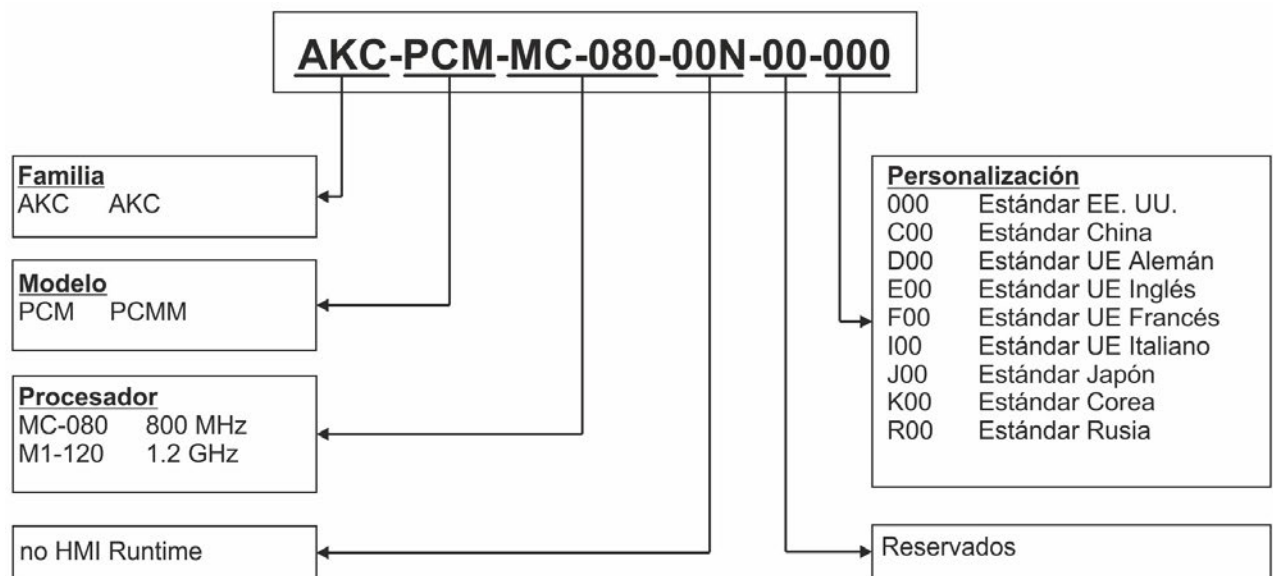 AKC-PCM-MC-080-00N-00-000
Familia
AKC AKC
Modelo
PCM PCMM
Procesador
MC-080 800 MHz
M1-120 1.2 GHz
no HMI Runtime
Personalización
000 Estándar EE. UU.
C00 Estándar China
D00 Estándar UE Alemán
E00 Estándar UE Inglés
F00 Estándar UE Francés
I00 Estándar UE Italiano
J00 Estándar Japón
K00 Estándar Corea
R00 Estándar Rusia
Reservados